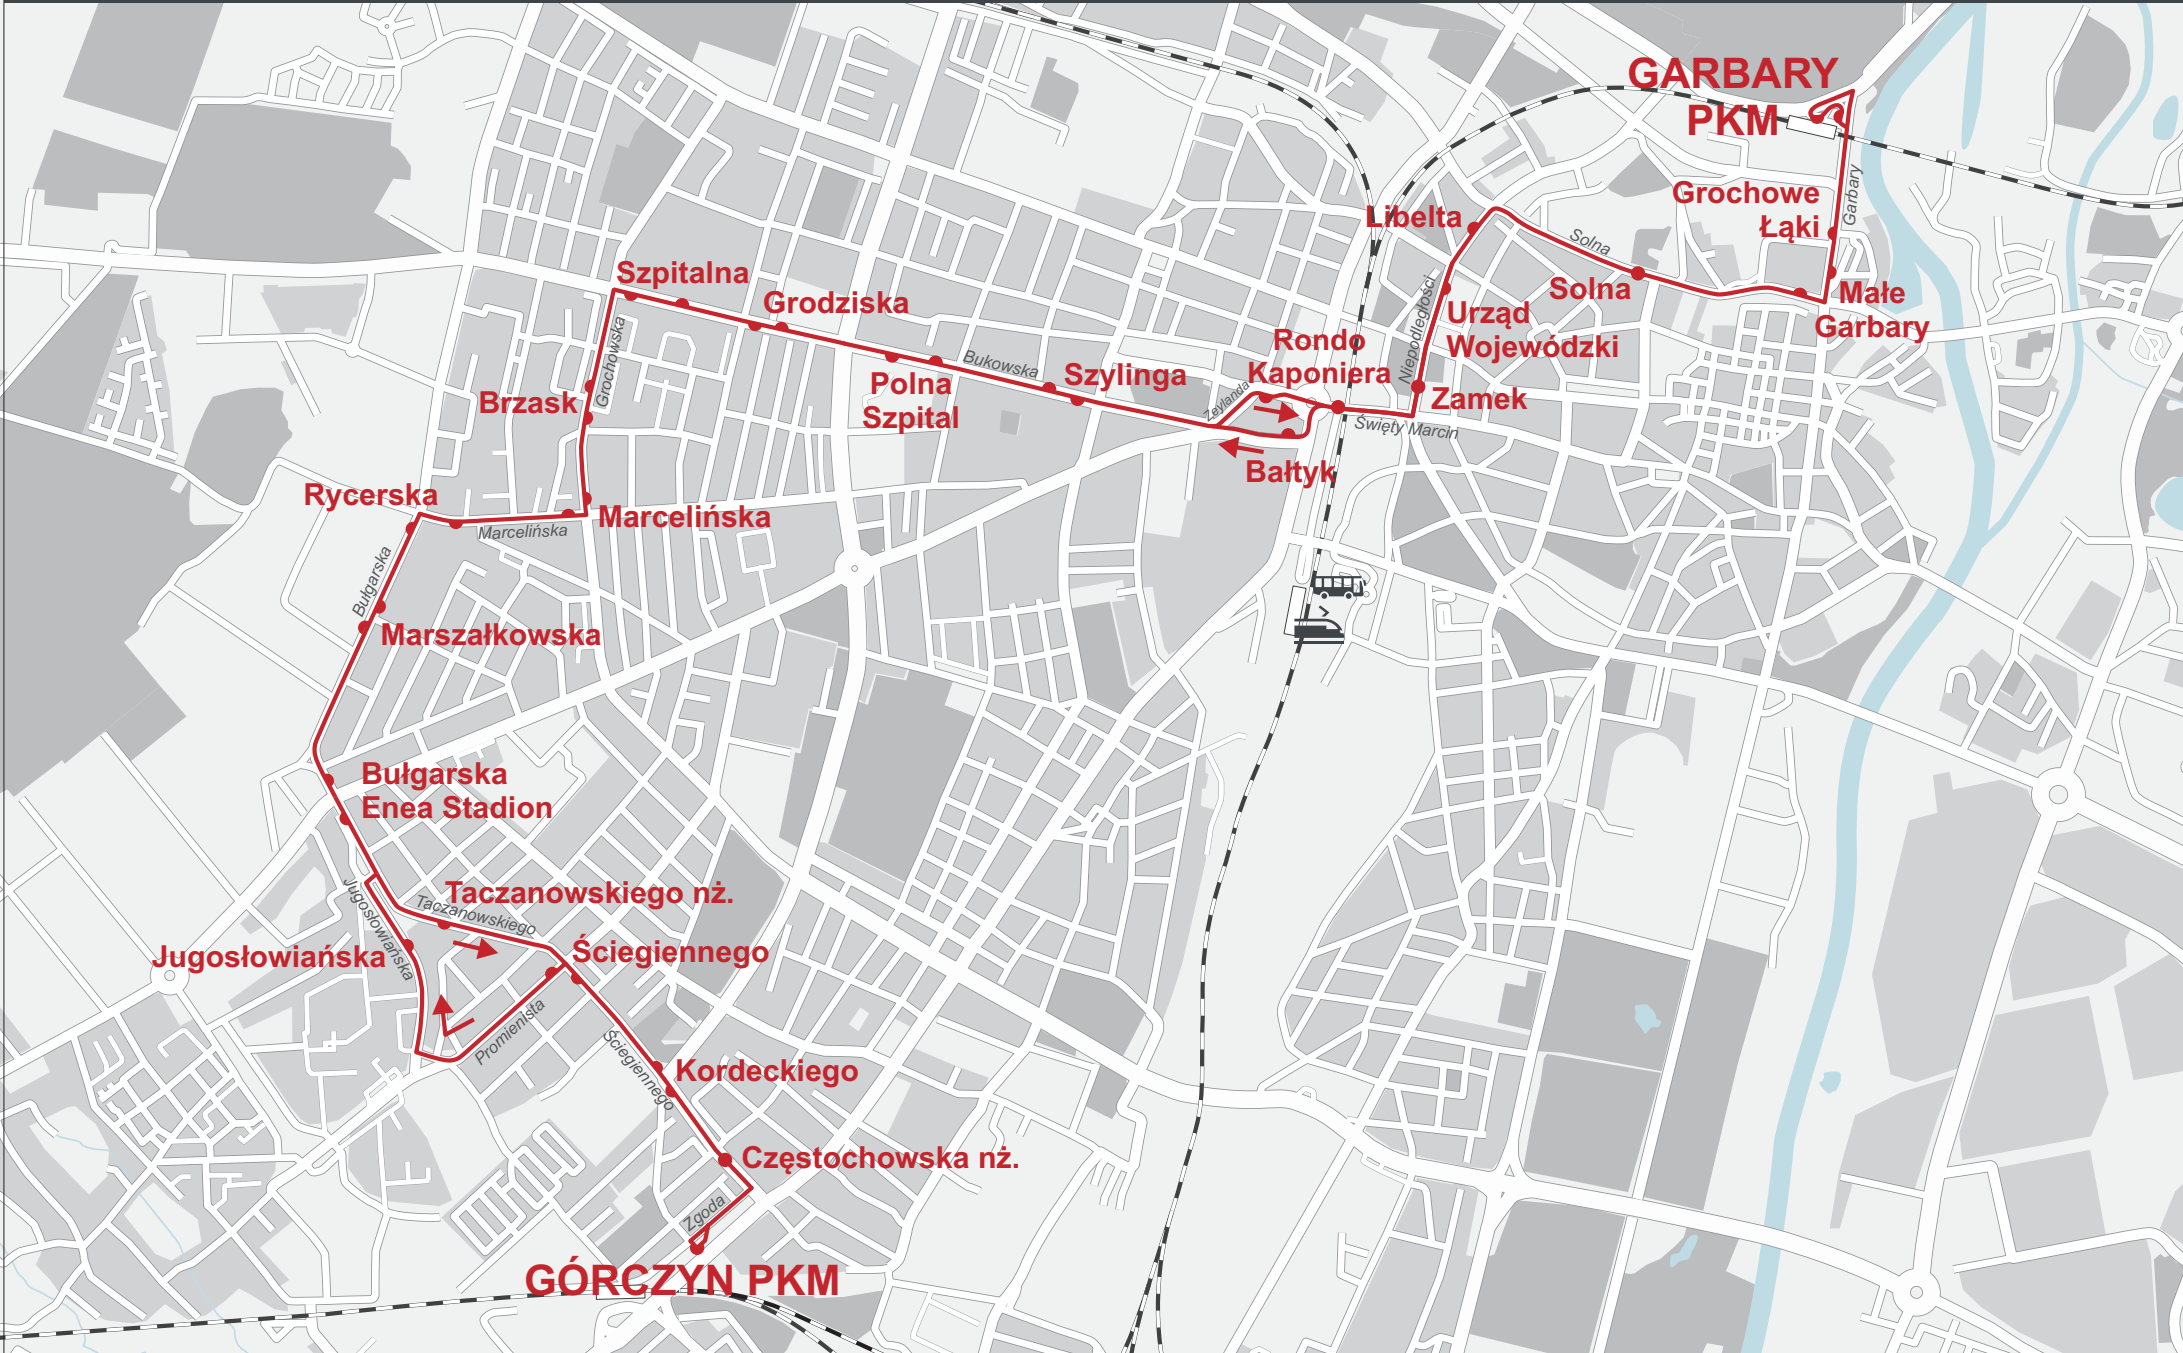 GARBARY
PKM
Grochowe
Łąki
Garbary
Libelta
Solna
Solna
Małe
Garbary
Niepodległości
Urząd
Wojewódzki
Szpitalna
Grodziska
Grochowska
Brzask
Bukowska
Polna
Szpital
Szylinga
Rondo
Kaponiera
Zeylanda
Zamek
Święty Marcin
Bałtyk
Rycerska
Marcelińska
Marcelińska
Bułgarska
Marszałkowska
Bułgarska
Enea Stadion
Taczanowskiego nż.
Taczanowskiego
Jugosłowiańska
Jugosłowiańska
Ściegiennego
Promienista
Ściegiennego
Kordeckiego
Częstochowska nż.
Zgoda
GÓRCZYN PKM